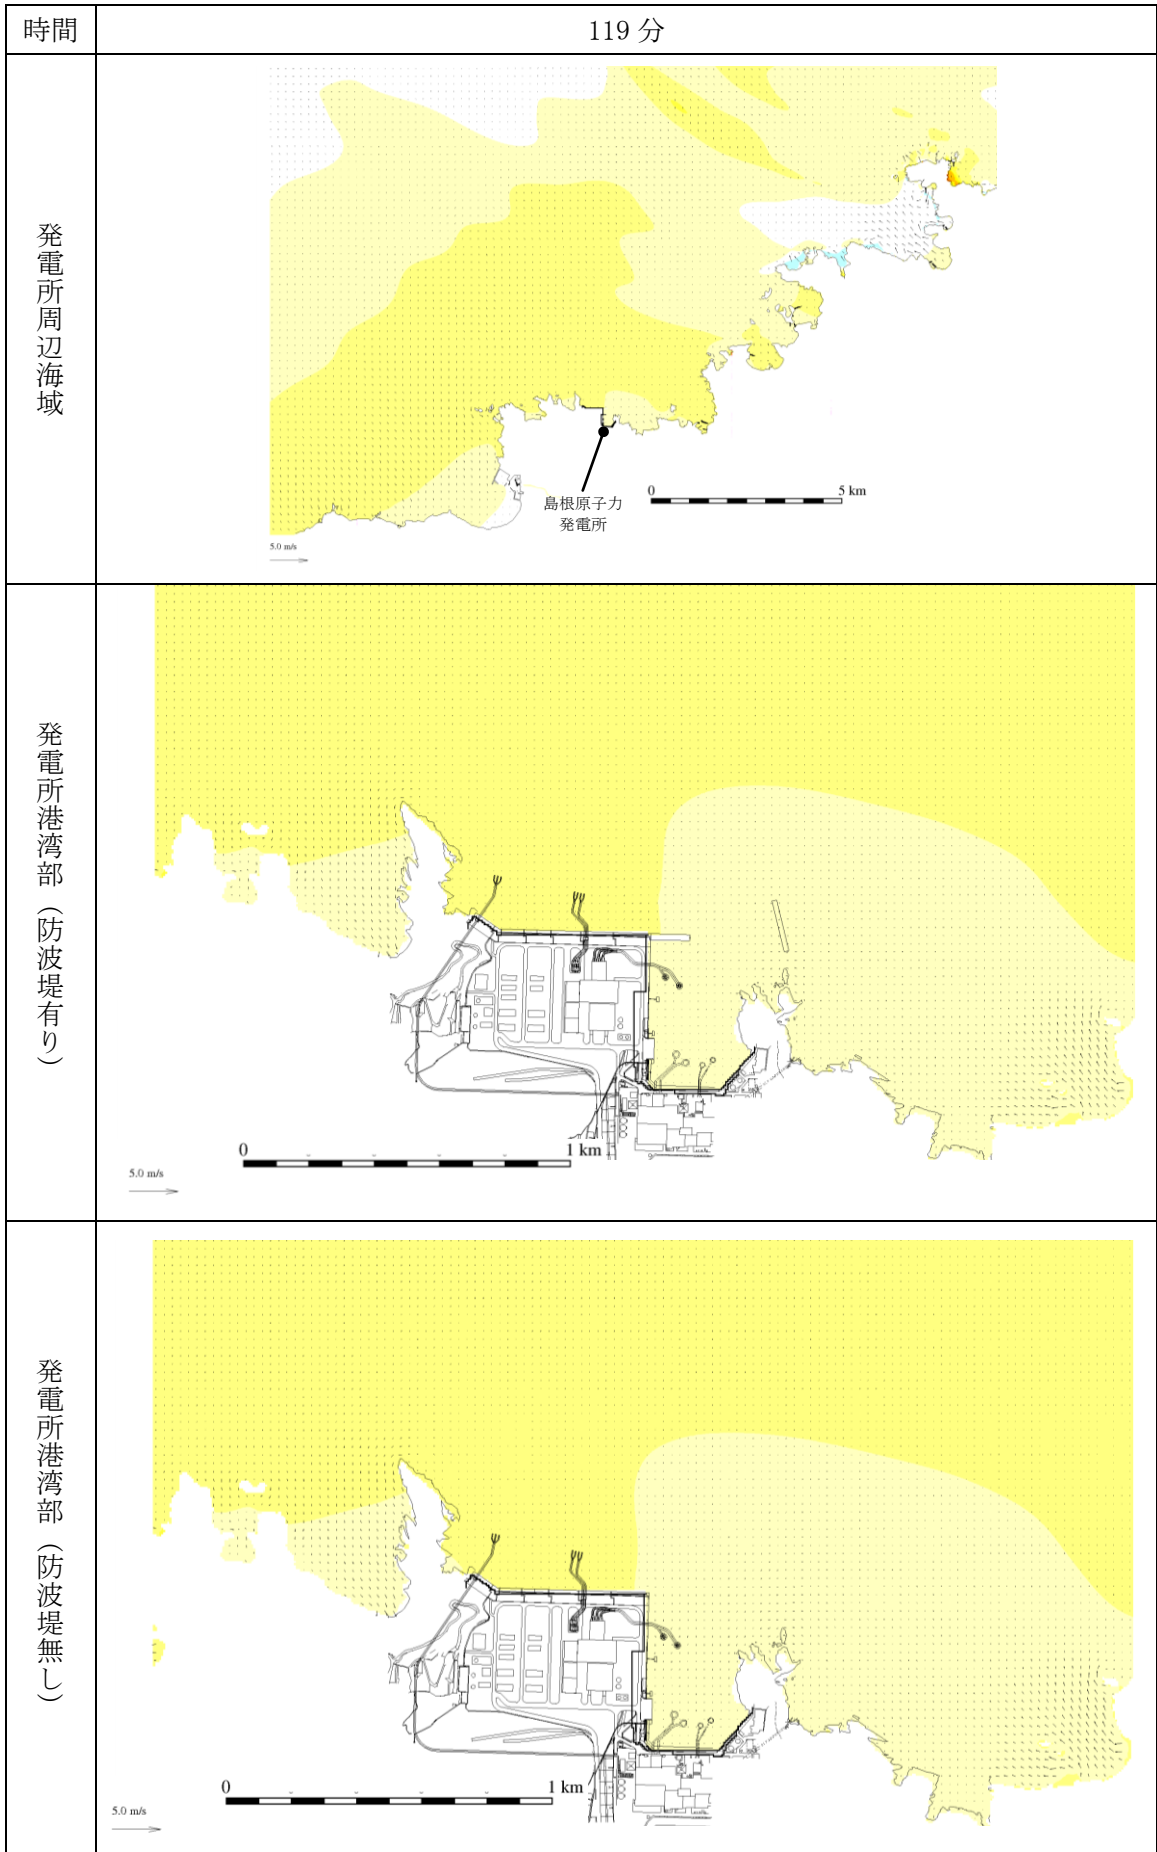 時間
119 分
発電所周辺海域
島根原子力
発電所
0
5 km
5.0 m/s
発電所港湾部（防波堤有り）
0
1 km
5.0 m/s
発電所港湾部（防波堤無し）
0
1 km
5.0 m/s